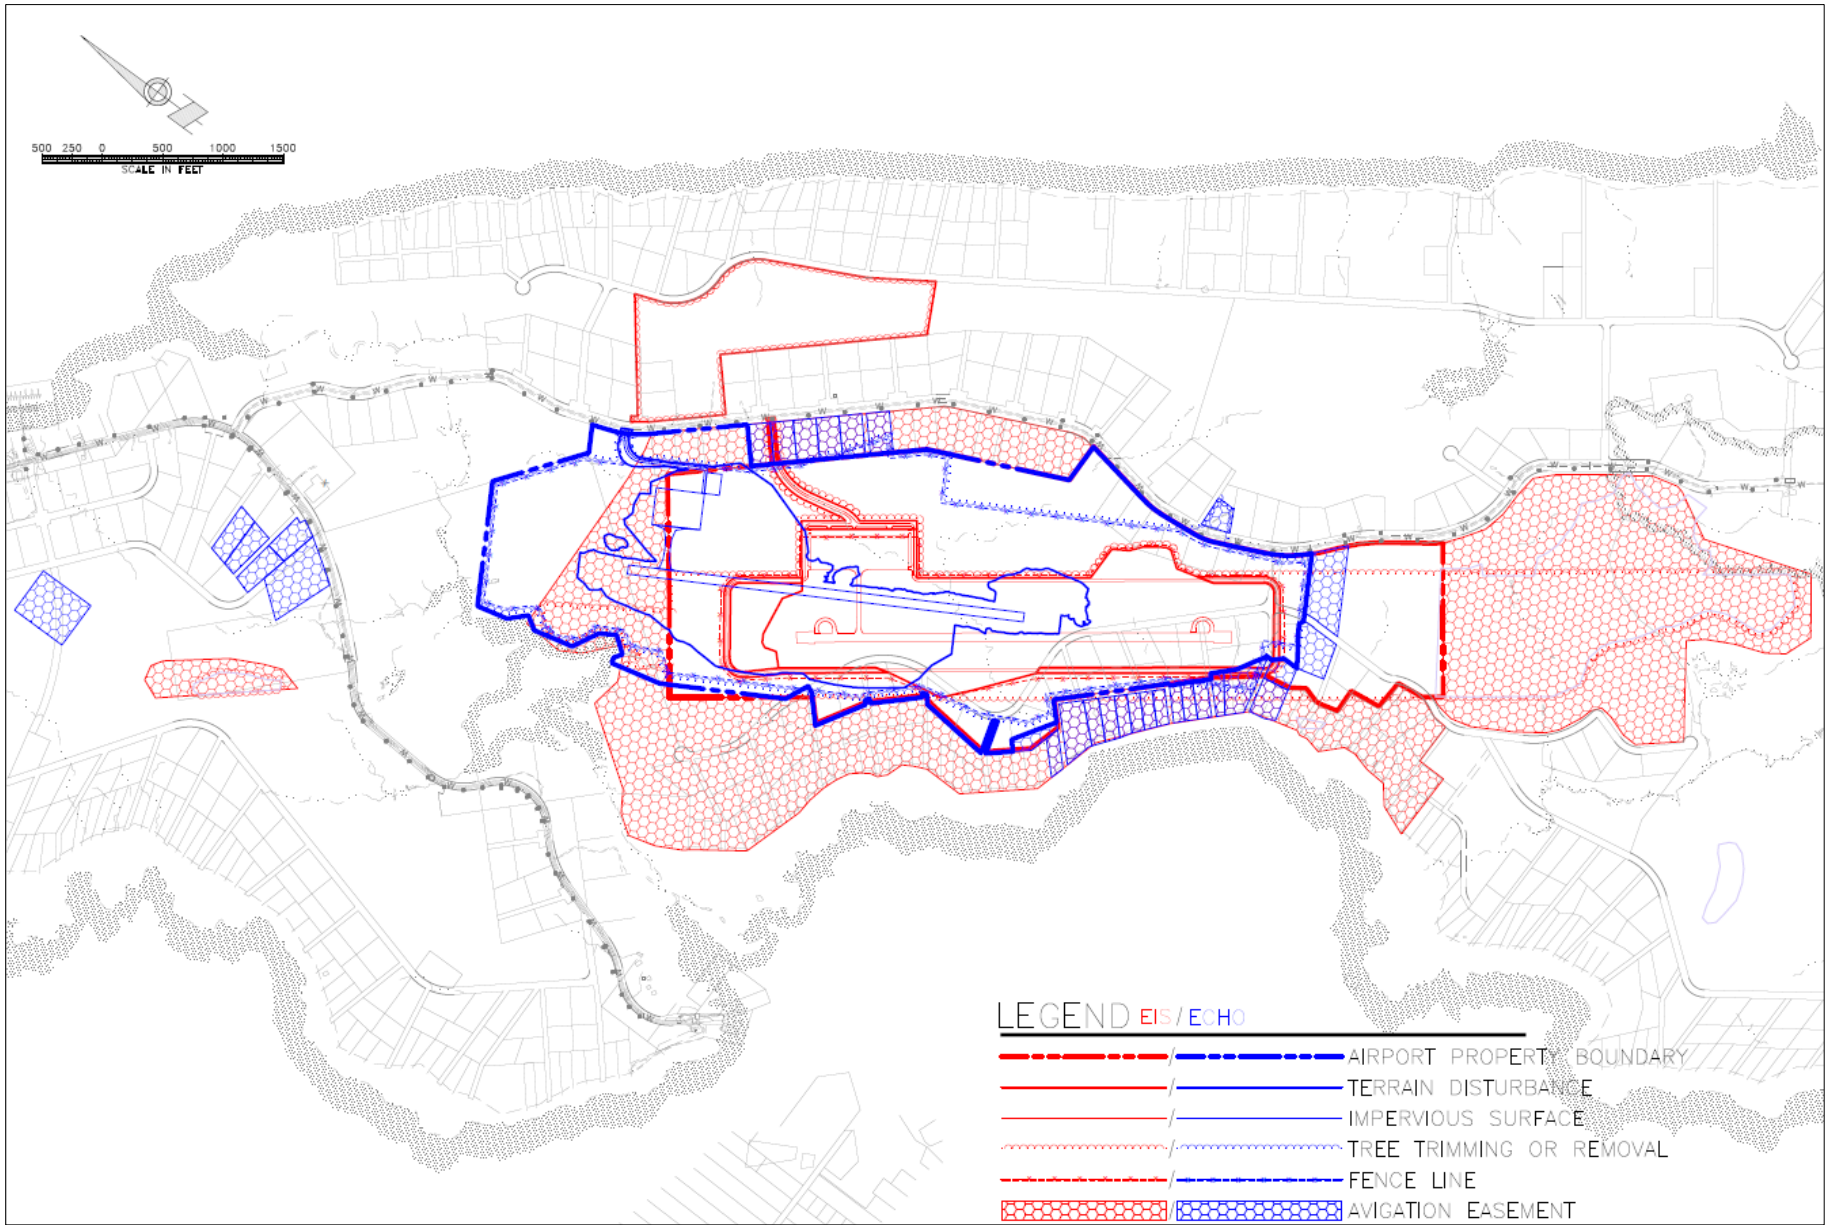 500 250 0 500 1000 1500
SCALE IN FEET
LEGEND EIS/ECHO
/ AIRPORT PROPERTY BOUNDARY
/ TERRAIN DISTURBANCE
/ IMPERVIOUS SURFACE
/ TREE TRIMMING OR REMOVAL
/ FENCE LINE
/ AVIGATION EASEMENT